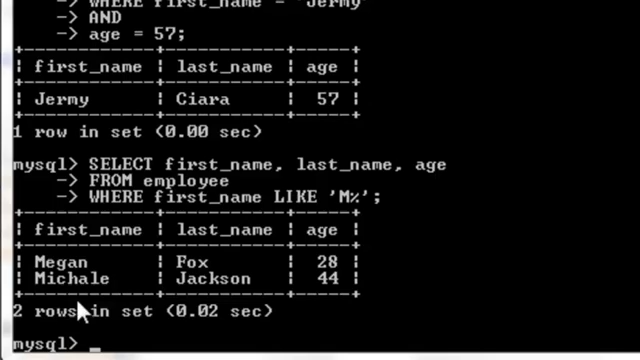 -> WHERE first_name = 'Jermy'
-> AND
-> age = 57;
+------------+-----------+-----+
| first_name | last_name | age |
+------------+-----------+-----+
| Jermy | Ciara | 57 |
+------------+-----------+-----+
1 row in set (0.00 sec)
mysql> SELECT first_name, last_name, age
-> FROM employee
-> WHERE first_name LIKE 'M%';
+------------+-----------+-----+
| first_name | last_name | age |
+------------+-----------+-----+
| Megan | Fox | 28 |
| Michale | Jackson | 44 |
+------------+-----------+-----+
2 rows in set (0.02 sec)
mysql> _